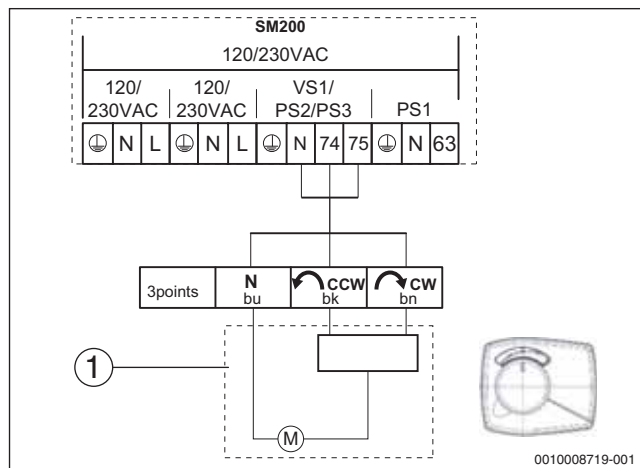 SM200
120/230VAC
120/ 120/ VS1/
230VAC 230VAC PS2/PS3 PS1
N L N L N 74 75 N 63
3points N bu CCW bk CW bn
1
M
0010008719-001